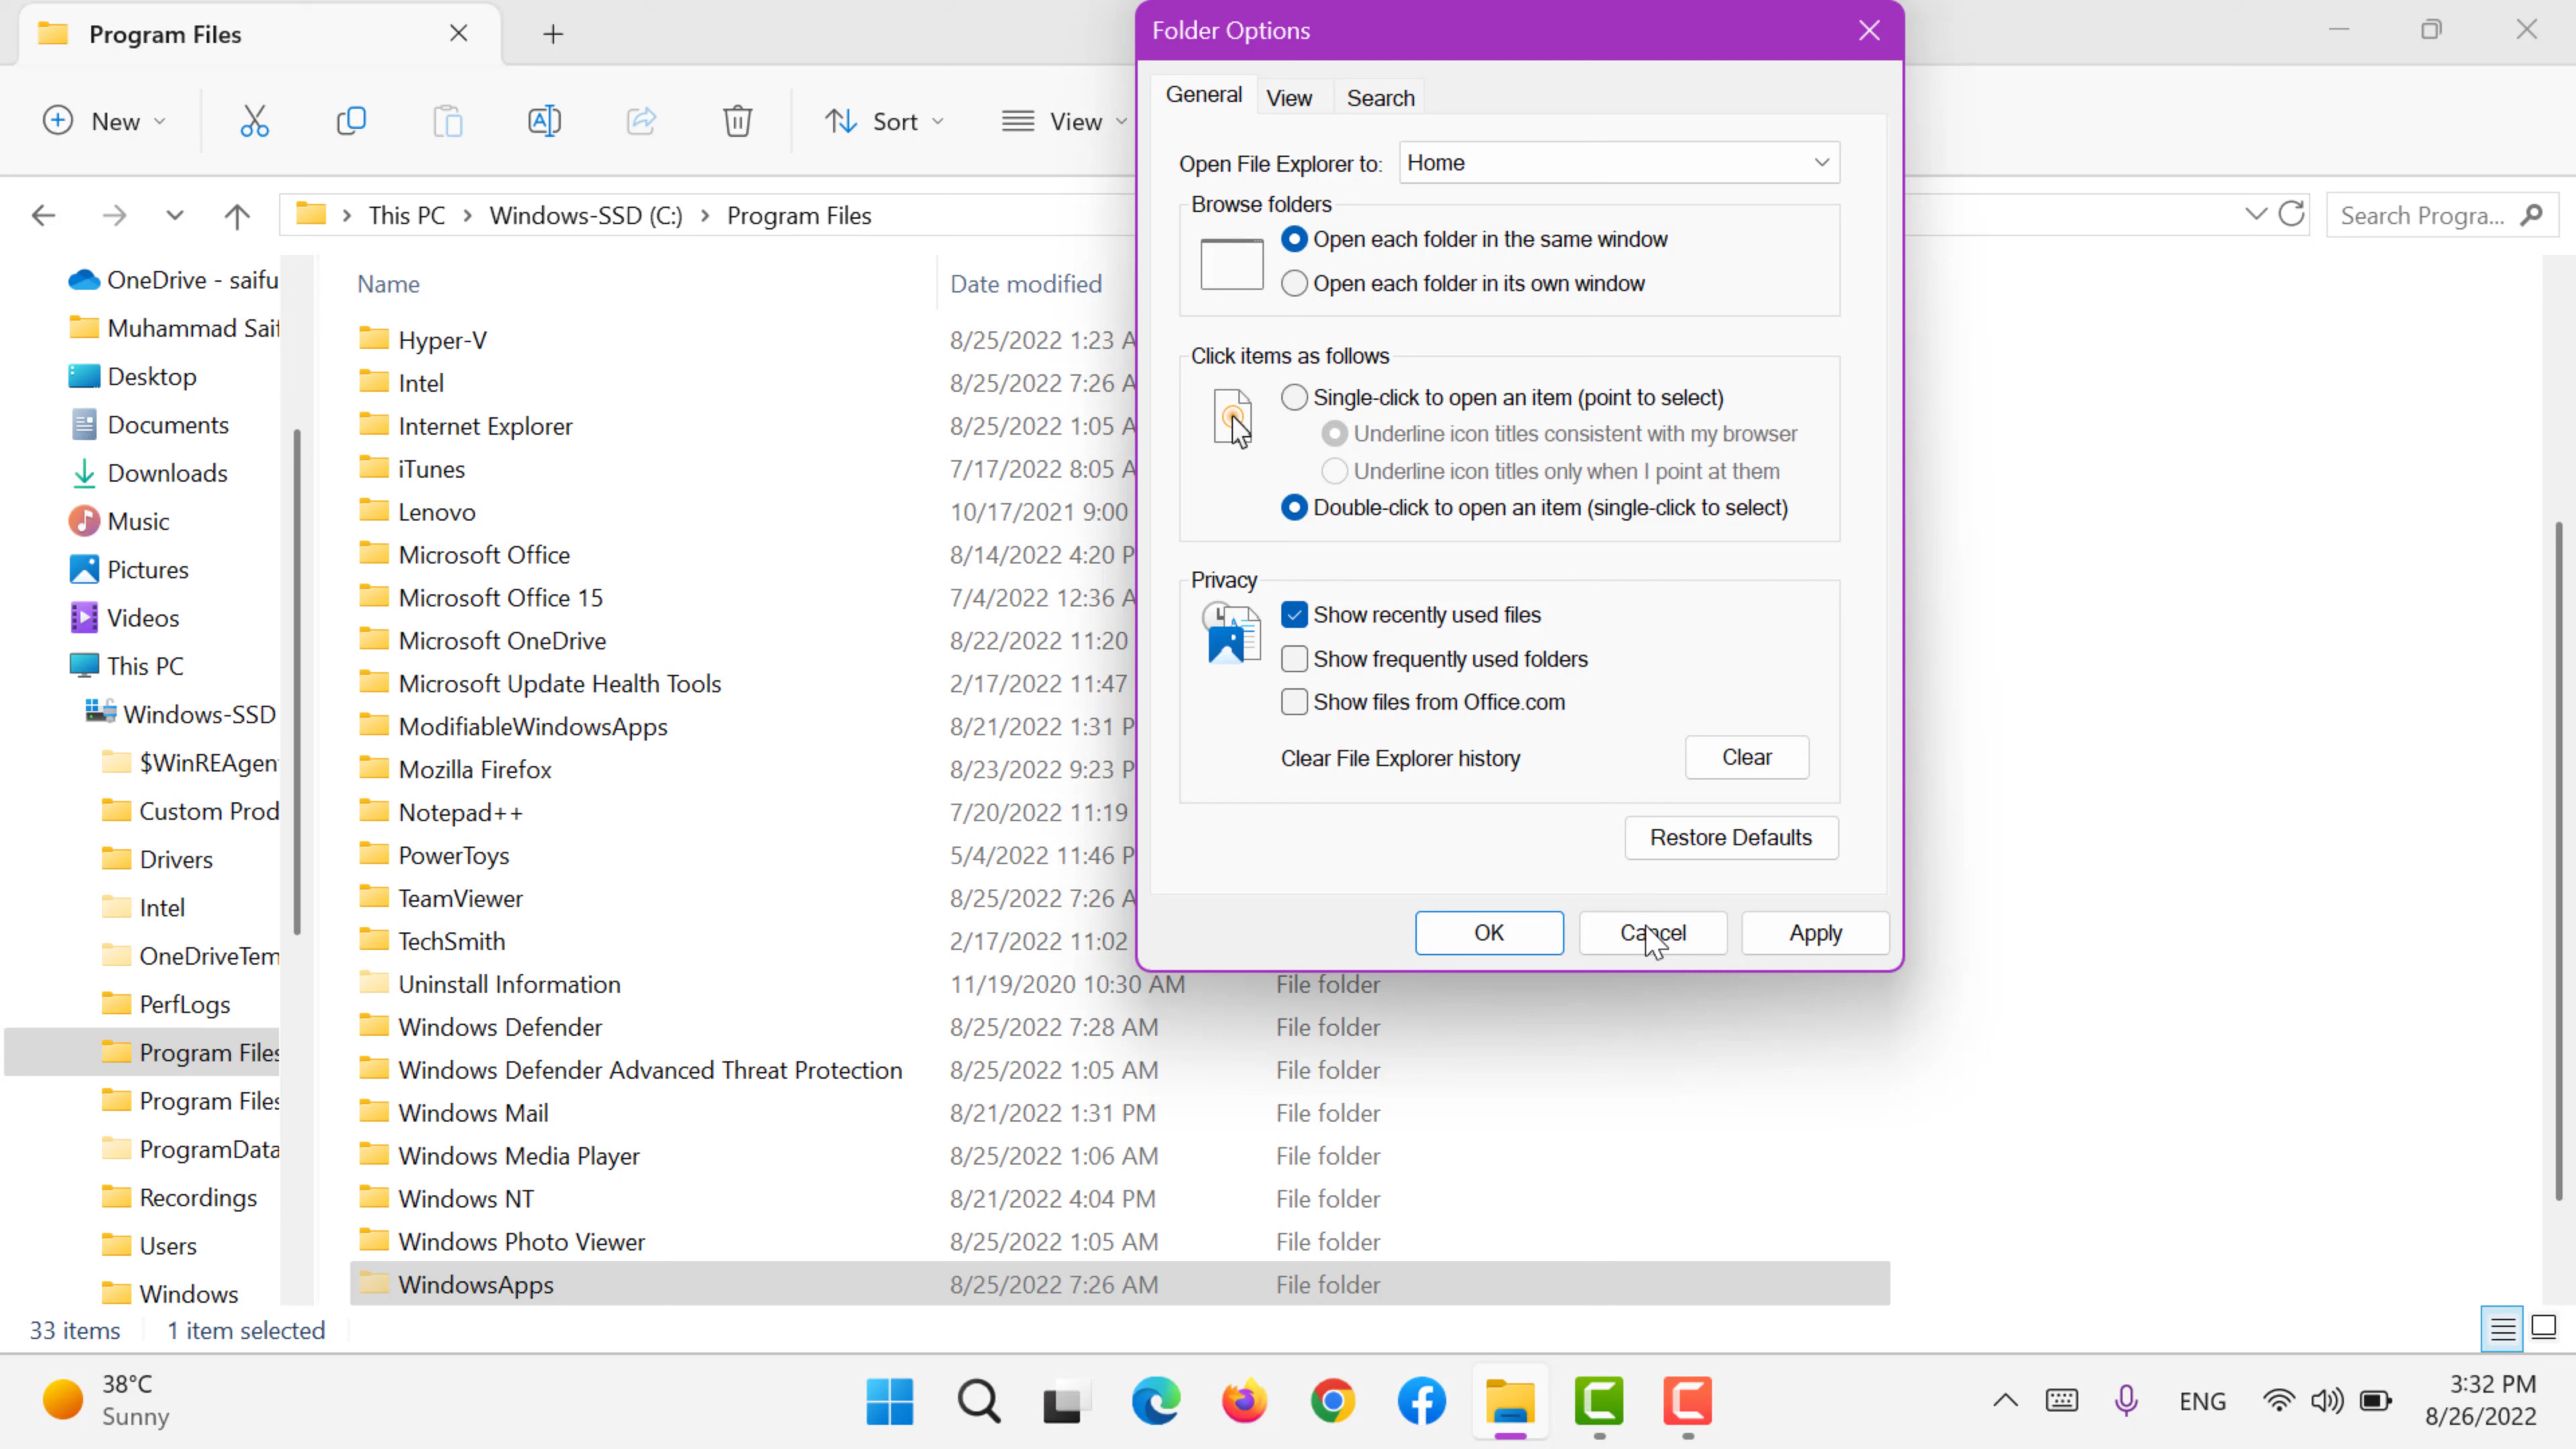 Program Files
Folder Options
New
Sort
View
General
View
Search
Open File Explorer to:
Home
This PC
Windows-SSD (C:)
Program Files
Search Progra...
Browse folders
Open each folder in the same window
Open each folder in its own window
Click items as follows
Single-click to open an item (point to select)
Underline icon titles consistent with my browser
Underline icon titles only when I point at them
Double-click to open an item (single-click to select)
Privacy
Show recently used files
Show frequently used folders
Show files from Office.com
Clear File Explorer history
Clear
Restore Defaults
OK
Cancel
Apply
OneDrive - saifu
Muhammad Sai
Desktop
Documents
Downloads
Music
Pictures
Videos
This PC
Windows-SSD
$WinREAgen
Custom Prod
Drivers
Intel
OneDriveTem
PerfLogs
Program Files
Program Files
ProgramData
Recordings
Users
Windows
Name
Date modified
Hyper-V 8/25/2022 1:23 A
Intel 8/25/2022 7:26 A
Internet Explorer 8/25/2022 1:05 A
iTunes 7/17/2022 8:05 A
Lenovo 10/17/2021 9:00
Microsoft Office 8/14/2022 4:20 P
Microsoft Office 15 7/4/2022 12:36 A
Microsoft OneDrive 8/22/2022 11:20
Microsoft Update Health Tools 2/17/2022 11:47
ModifiableWindowsApps 8/21/2022 1:31 P
Mozilla Firefox 8/23/2022 9:23 P
Notepad++ 7/20/2022 11:19
PowerToys 5/4/2022 11:46 P
TeamViewer 8/25/2022 7:26 A
TechSmith 2/17/2022 11:02
Uninstall Information 11/19/2020 10:30 AM File folder
Windows Defender 8/25/2022 7:28 AM File folder
Windows Defender Advanced Threat Protection 8/25/2022 1:05 AM File folder
Windows Mail 8/21/2022 1:31 PM File folder
Windows Media Player 8/25/2022 1:06 AM File folder
Windows NT 8/21/2022 4:04 PM File folder
Windows Photo Viewer 8/25/2022 1:05 AM File folder
WindowsApps 8/25/2022 7:26 AM File folder
33 items
1 item selected
38°C
Sunny
ENG
3:32 PM
8/26/2022